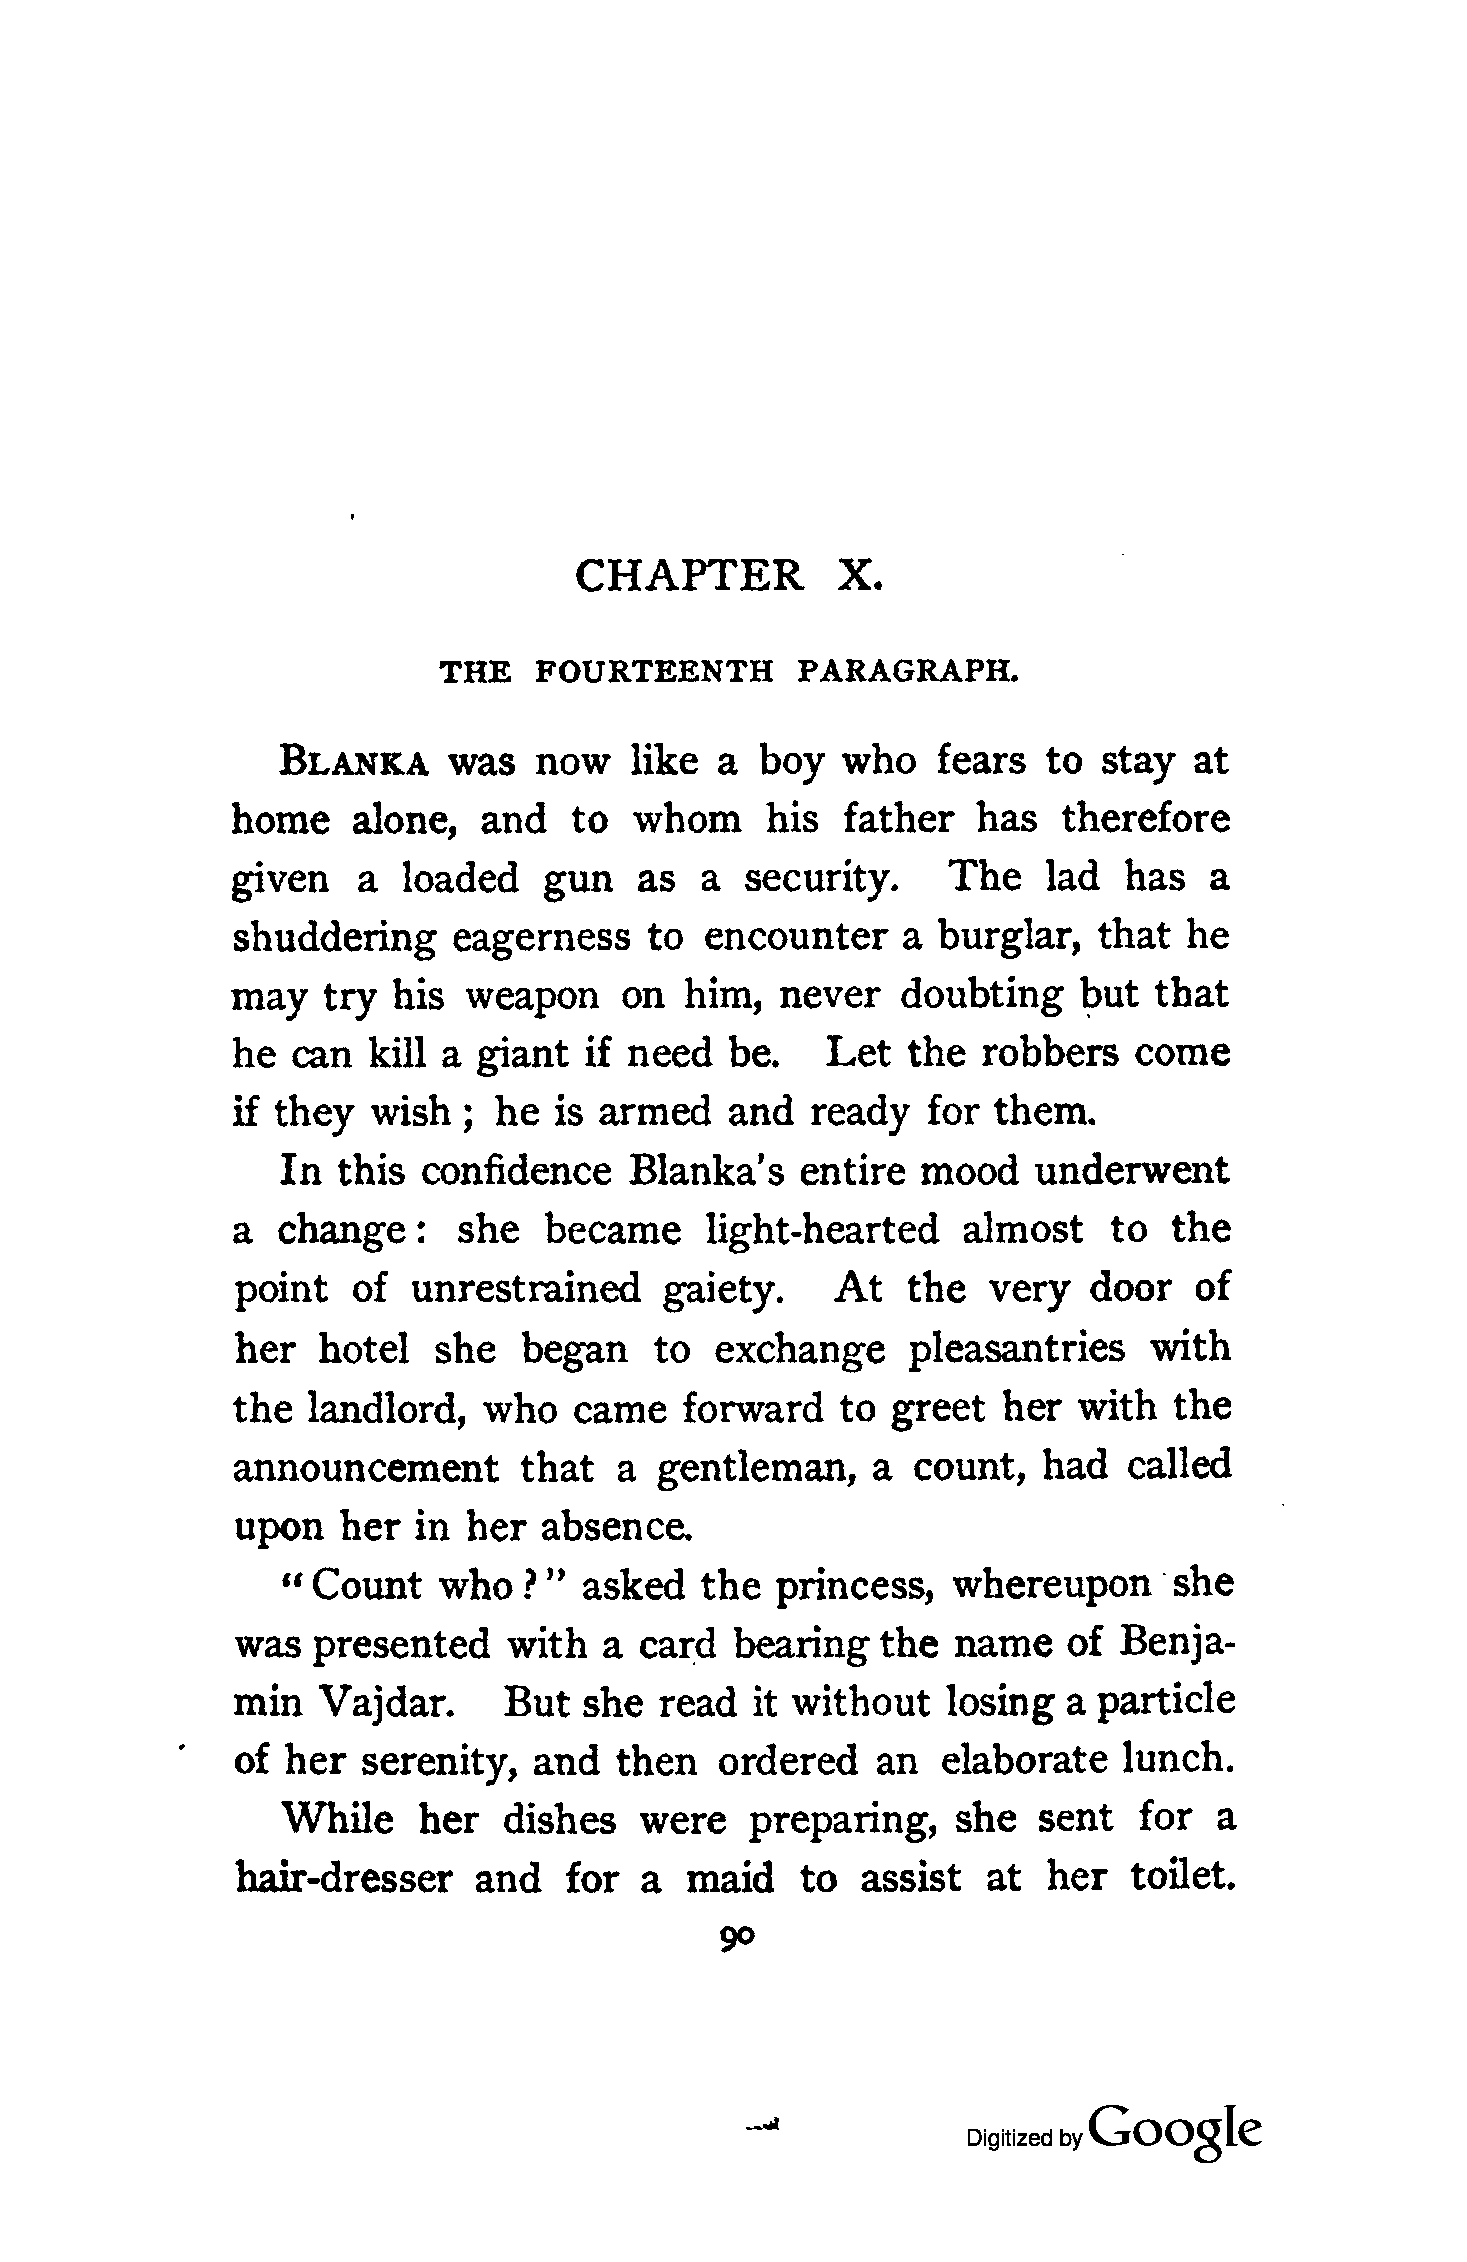 CHAPTER X.
THE FOURTEENTH PARAGRAPH.
BLANKA was now like a boy who fears to stay at
home alone, and to whom his father has therefore
given a loaded gun as a security. The lad has a
shuddering eagerness to encounter a burglar, that he
may try his weapon on him, never doubting but that
he can kill a giant if need be. Let the robbers come
if they wish ; he is armed and ready for them.
In this confidence Blanka's entire mood underwent
a change : she became light-hearted almost to the
point of unrestrained gaiety. At the very door of
her hotel she began to exchange pleasantries with
the landlord, who came forward to greet her with the
announcement that a gentleman, a count, had called
upon her in her absence.
“ Count who ? ” asked the princess, whereupon she
was presented with a card bearing the name of Benja-
min Vajdar. But she read it without losing a particle
of her serenity, and then ordered an elaborate lunch.
While her dishes were preparing, she sent for a
hair-dresser and for a maid to assist at her toilet.
90
Digitized by Google